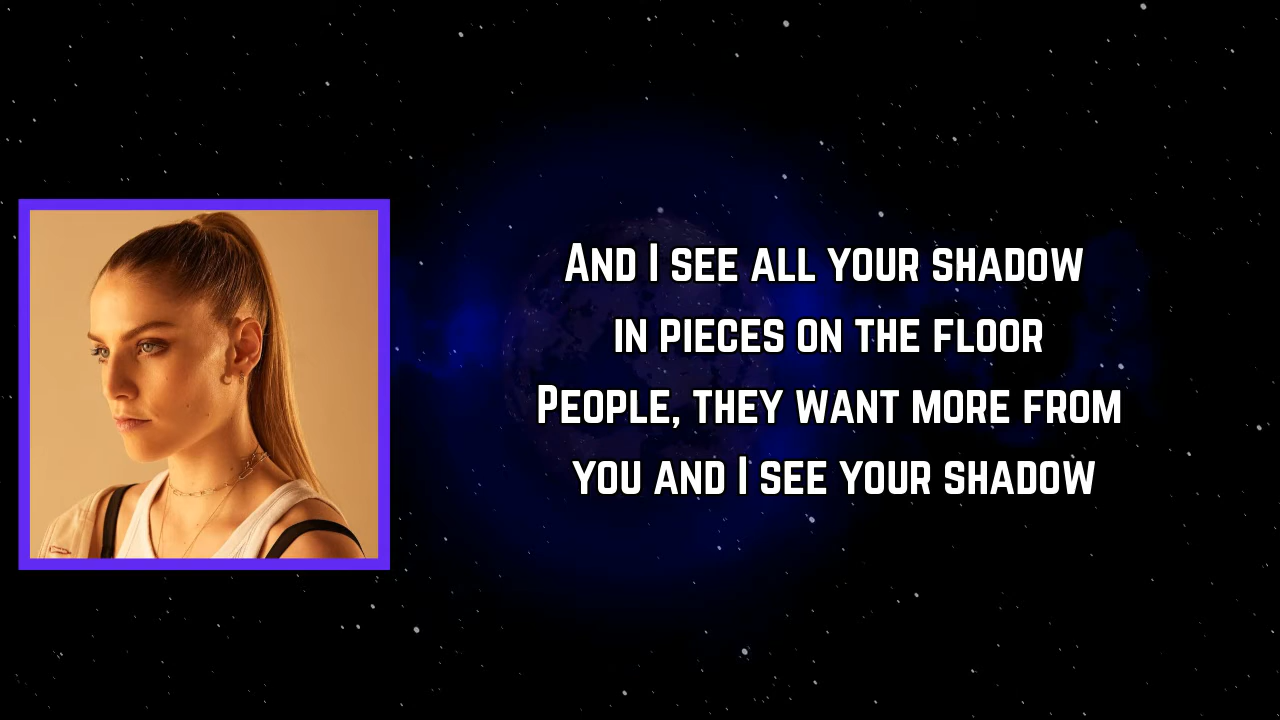 And I see all your shadow
in pieces on the floor
People, they want more from
you and I see your shadow